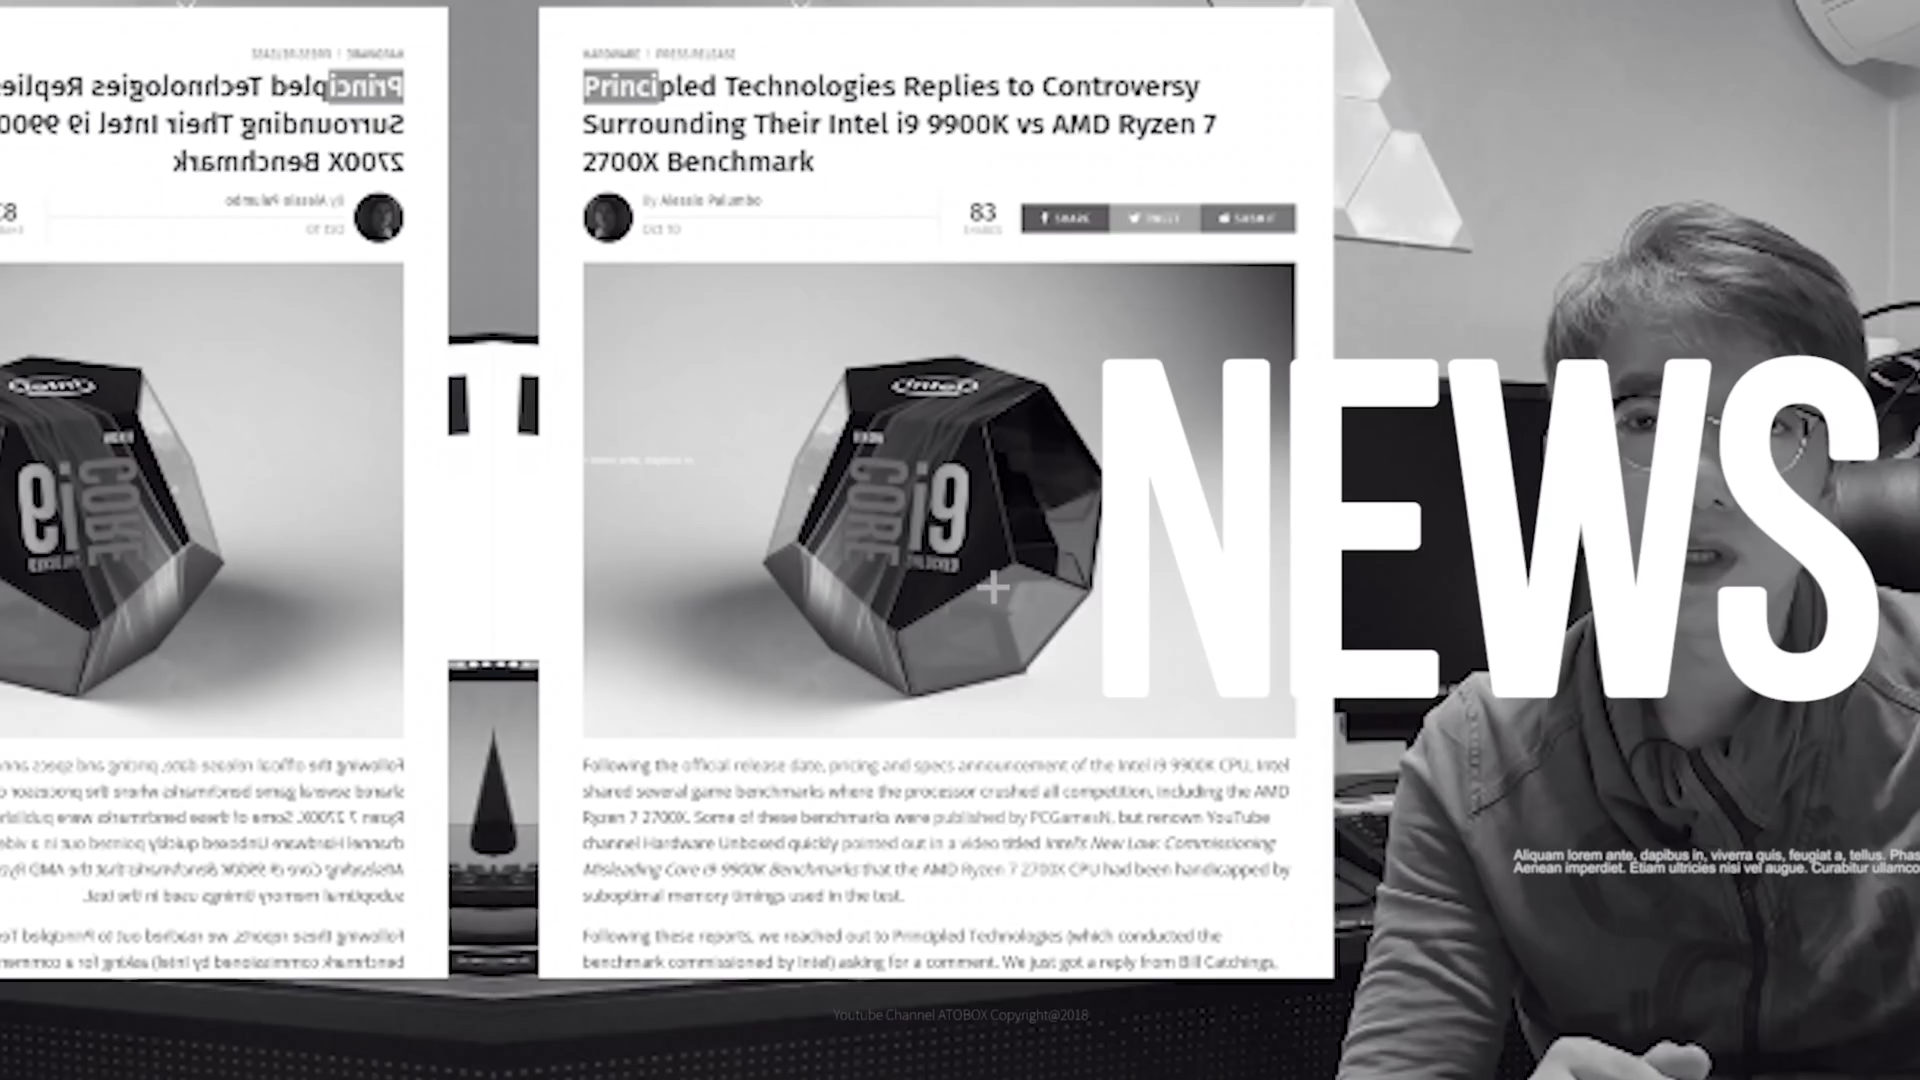 HARDWARE | PRESS RELEASE
Principled Technologies Replies to Controversy
Surrounding Their Intel i9 9900K vs AMD Ryzen 7
2700X Benchmark
By Alessio Palumbo
83
SHARES
SHARE
TWEET
SUBMIT
intel
CORE
i9
NEWS
Following the official release date, pricing and specs announcement of the Intel i9 9900K CPU, Intel
shared several game benchmarks where the processor crushed all competition, including the AMD
Ryzen 7 2700X. Some of these benchmarks were published by PCGamesN, but renown YouTube
channel Hardware Unboxed quickly pointed out in a video titled Intel's New Low: Commissioning
Misleading Core i9 9900K Benchmarks that the AMD Ryzen 7 2700X CPU had been handicapped by
suboptimal memory timings used in the test.
Following these reports, we reached out to Principled Technologies (which conducted the
benchmark commissioned by Intel) asking for a comment. We just got a reply from Bill Catchings,
Aliquam lorem ante, dapibus in, viverra quis, feugiat a, tellus. Phas
Aenean imperdiet. Etiam ultricies nisi vel augue. Curabitur ullamco
Youtube Channel ATOBOX Copyright@2018